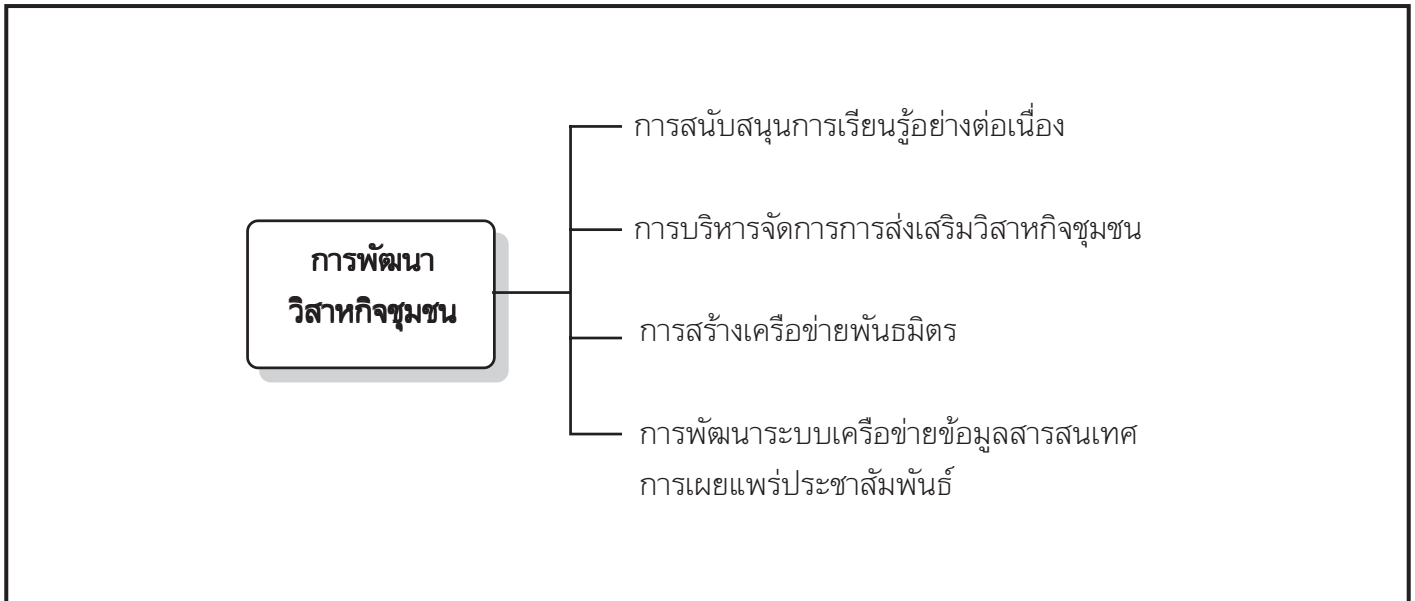 การสนับสนุนการเรียนรู้อย่างต่อเนื่อง
การบริหารจัดการการส่งเสริมวิสาหกิจชุมชน
การพัฒนา
วิสาหกิจชุมชน
การสร้างเครือข่ายพันธมิตร
การพัฒนาระบบเครือข่ายข้อมูลสารสนเทศ
การเผยแพร่ประชาสัมพันธ์